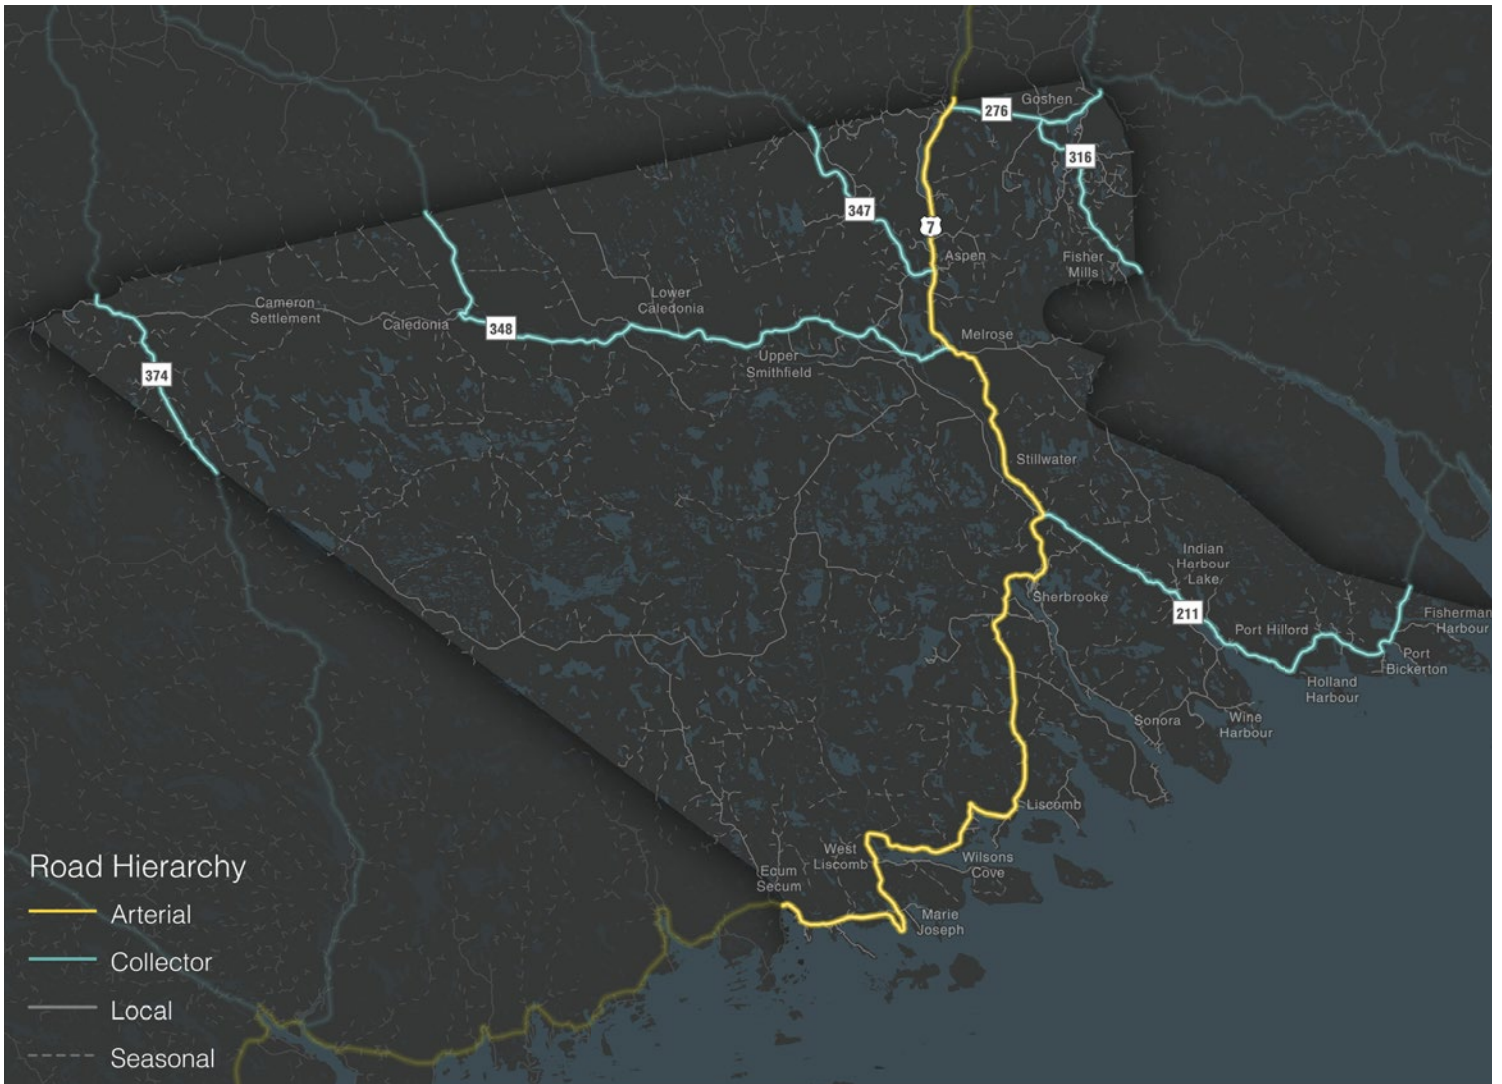 Goshen
276
316
347
7
Aspen
Fisher
Mills
Cameron
Settlement
Lower
Caledonia
Caledonia
348
Melrose
Upper
Smithfield
374
Stillwater
Indian
Harbour
Lake
Sherbrooke
211
Port Hilford
Fisherman
Harbour
Port
Bickerton
Holland
Harbour
Sonora
Wine
Harbour
Liscomb
West
Liscomb
Wilsons
Cove
Ecum
Secum
Marie
Joseph
Road Hierarchy
Arterial
Collector
Local
Seasonal